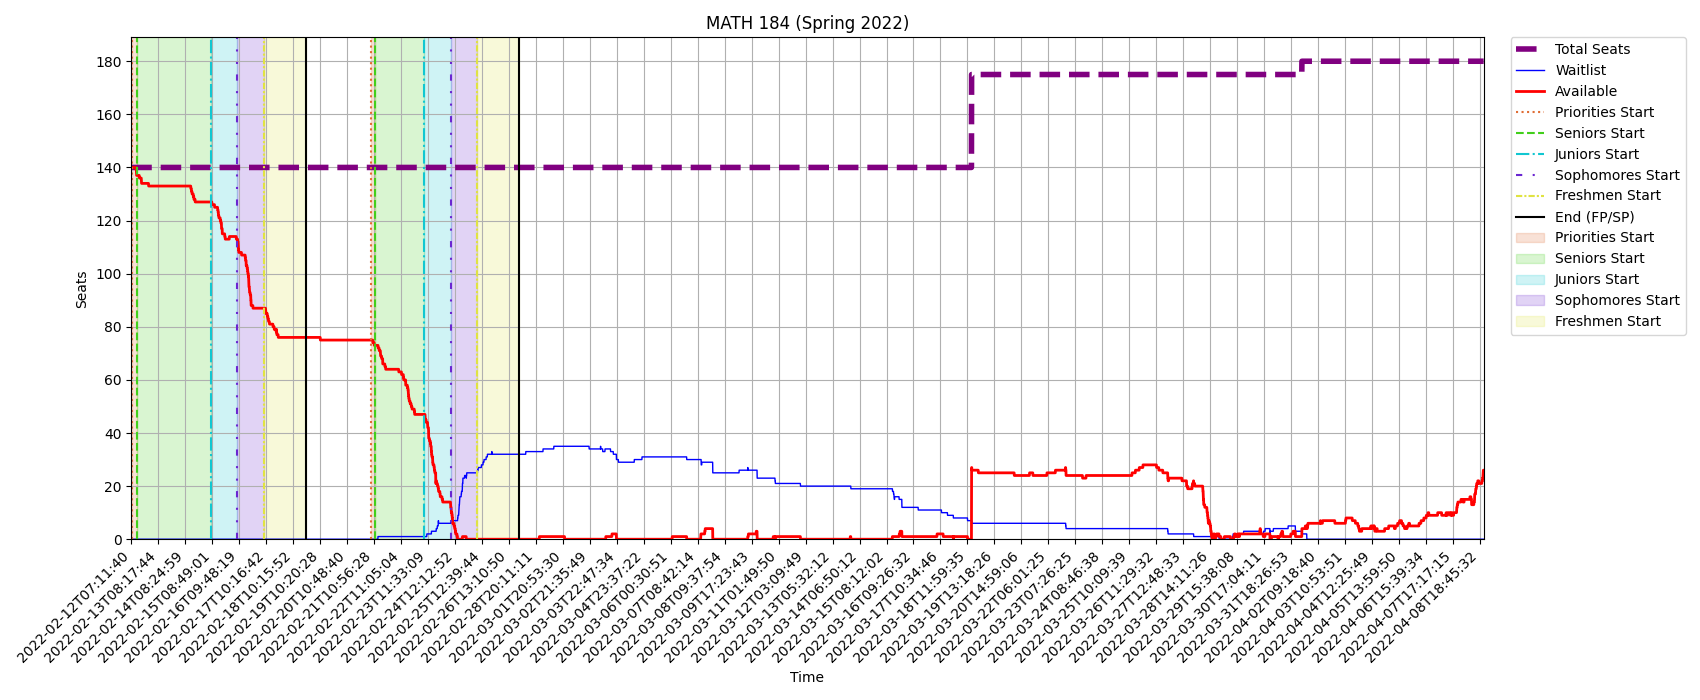 MATH 184 (Spring 2022)
Seats
180
160
140
120
100
80
60
40
20
0
2022-02-12T07:11:40
2022-02-13T08:17:44
2022-02-14T08:24:59
2022-02-15T08:49:01
2022-02-16T09:48:19
2022-02-17T10:16:42
2022-02-18T10:15:52
2022-02-19T10:20:28
2022-02-20T10:48:40
2022-02-21T10:56:28
2022-02-22T11:05:04
2022-02-23T11:33:09
2022-02-24T12:12:52
2022-02-25T12:39:44
2022-02-26T13:10:50
2022-02-28T20:11:11
2022-03-01T20:53:30
2022-03-02T21:35:49
2022-03-03T22:47:34
2022-03-04T23:37:22
2022-03-06T00:30:51
2022-03-07T08:42:14
2022-03-08T09:37:54
2022-03-09T17:23:43
2022-03-11T01:49:50
2022-03-12T03:09:49
2022-03-13T05:32:12
2022-03-14T06:50:12
2022-03-15T08:12:02
2022-03-16T09:26:32
2022-03-17T10:34:46
2022-03-18T11:59:35
2022-03-19T13:18:26
2022-03-20T14:59:06
2022-03-22T06:01:25
2022-03-23T07:26:25
2022-03-24T08:46:38
2022-03-25T10:09:39
2022-03-26T11:29:32
2022-03-27T12:48:33
2022-03-28T14:11:26
2022-03-29T15:38:08
2022-03-30T17:04:11
2022-03-31T18:26:53
2022-04-02T09:18:40
2022-04-03T10:53:51
2022-04-04T12:25:49
2022-04-05T13:59:50
2022-04-06T15:39:34
2022-04-07T17:17:15
2022-04-08T18:45:32
Time
Total Seats
Waitlist
Available
Priorities Start
Seniors Start
Juniors Start
Sophomores Start
Freshmen Start
End (FP/SP)
Priorities Start
Seniors Start
Juniors Start
Sophomores Start
Freshmen Start